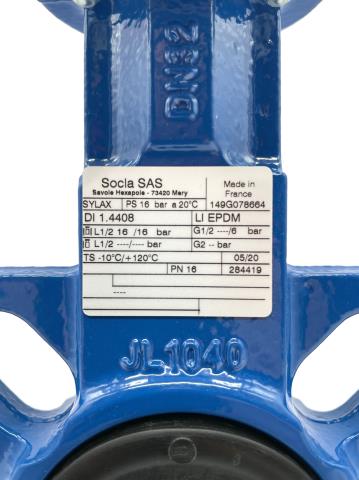 DN32
Socla SAS
Savoie Hexapole - 73420 Mery
Made in
France
SYLAX PS 16 bar a 20°C 149G078664
DI 1.4408 LI EPDM
L1/2 16 /16 bar G1/2 ---/6 bar
L1/2 ----/---- bar G2 -- bar
TS -10°C/+120°C 05/20
PN 16 284419
----
JL1040